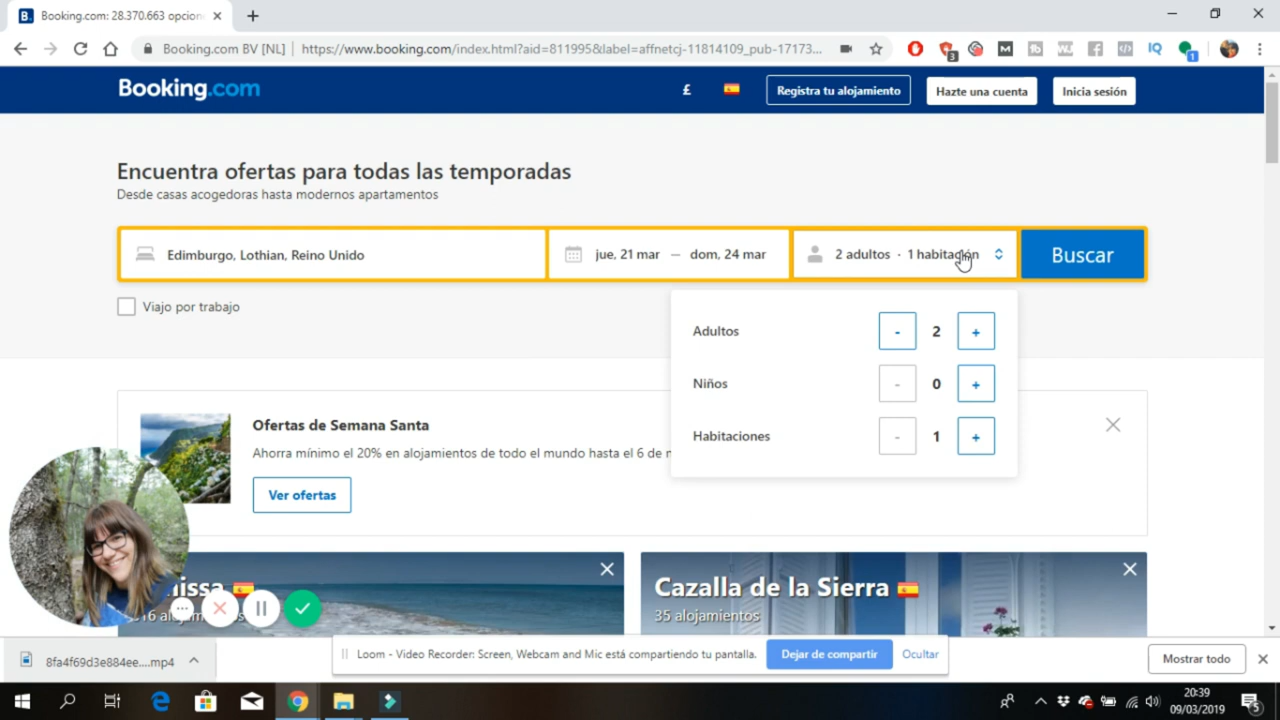 Booking.com: 28.370.663 opcion
Booking.com BV [NL] | https://www.booking.com/index.html?aid=811995&label=affnetcj-11814109_pub-17173...
3
1
Booking.com
£
Registra tu alojamiento
Hazte una cuenta
Inicia sesión
Encuentra ofertas para todas las temporadas
Desde casas acogedoras hasta modernos apartamentos
Edimburgo, Lothian, Reino Unido
jue, 21 mar — dom, 24 mar
2 adultos · 1 habitación
Buscar
Viajo por trabajo
Adultos - 2 +
Niños - 0 +
Habitaciones - 1 +
Ofertas de Semana Santa
Ahorra mínimo el 20% en alojamientos de todo el mundo hasta el 6 de
Ver ofertas
Cazalla de la Sierra
35 alojamientos
8fa4f69d3e884ee....mp4
Loom - Video Recorder: Screen, Webcam and Mic está compartiendo tu pantalla.
Dejar de compartir
Ocultar
Mostrar todo
20:39
09/03/2019
5